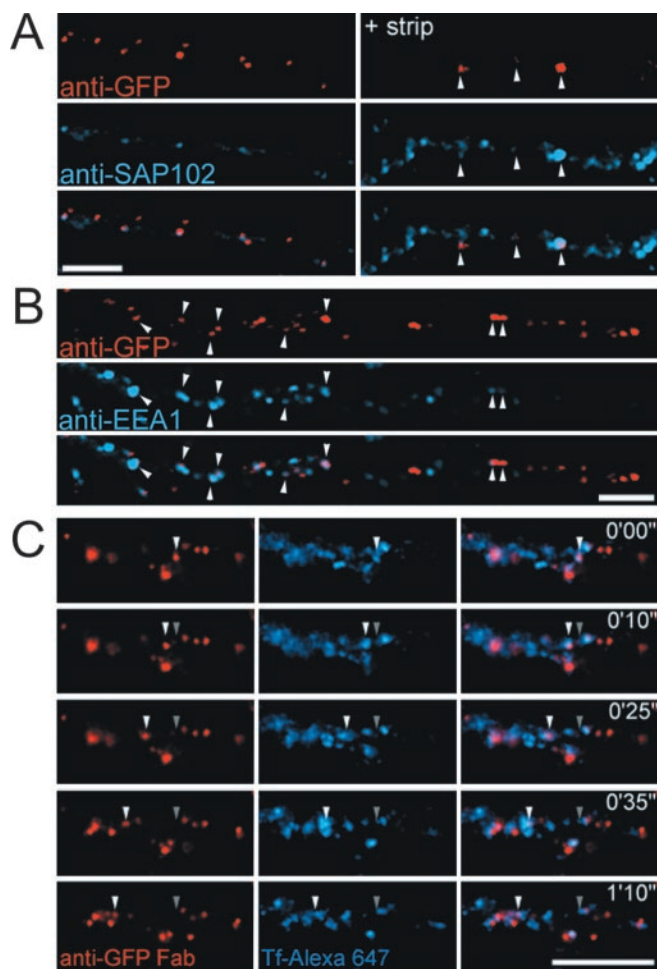 A
+ strip
anti-GFP
anti-SAP102
B
anti-GFP
anti-EEA1
C
0'00"
0'10"
0'25"
0'35"
1'10"
anti-GFP Fab
Tf-Alexa 647